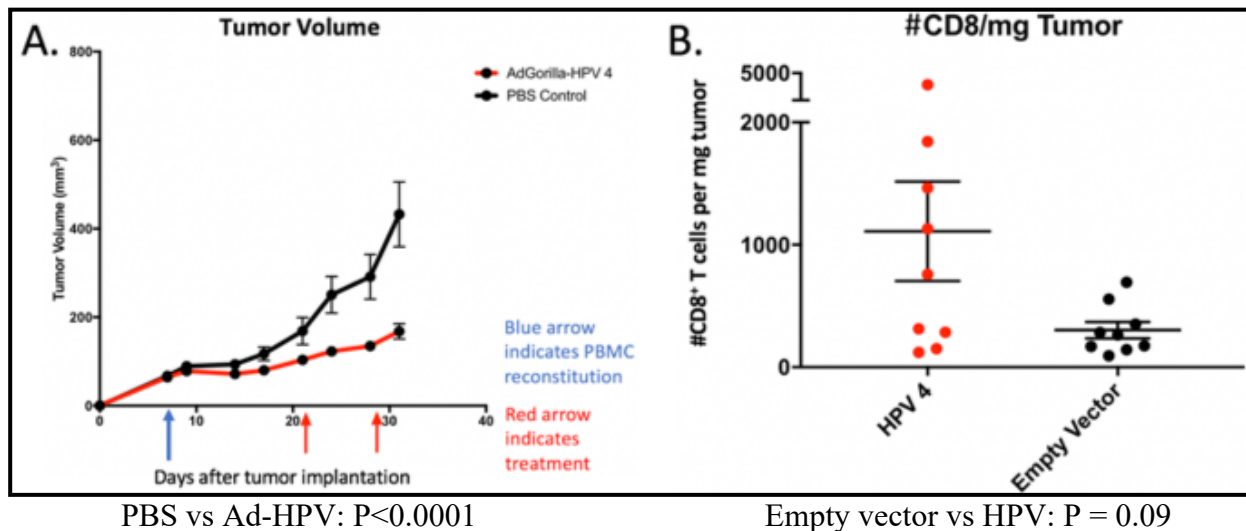 A.
Tumor Volume
800
600
400
200
0
Tumor Volume (mm³)
AdGorilla-HPV 4
PBS Control
10
20
30
40
Days after tumor implantation
Blue arrow
indicates PBMC
reconstitution
Red arrow
indicates
treatment
B.
#CD8/mg Tumor
5000
2000
1000
0
#CD8⁺ T cells per mg tumor
HPV 4
Empty Vector
PBS vs Ad-HPV: P<0.0001
Empty vector vs HPV: P = 0.09